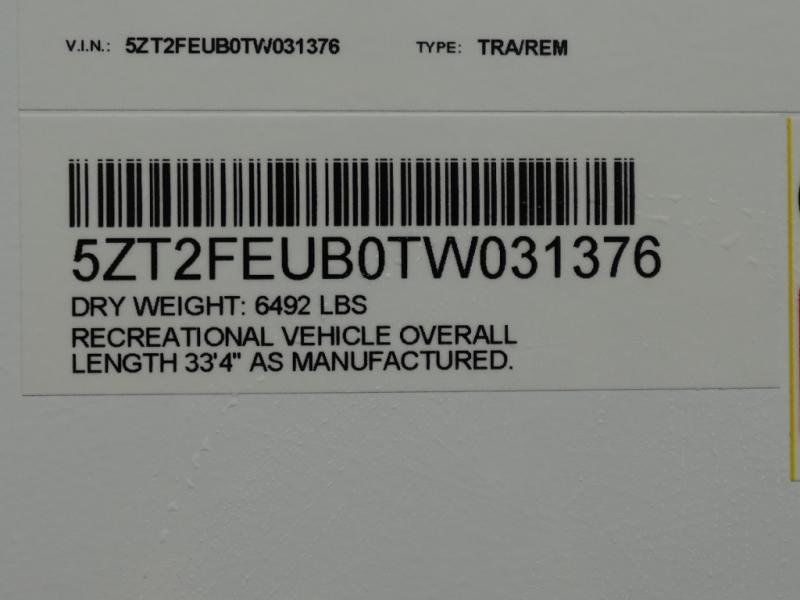 V.I.N.: 5ZT2FEUB0TW031376 TYPE: TRA/REM
5ZT2FEUB0TW031376
DRY WEIGHT: 6492 LBS
RECREATIONAL VEHICLE OVERALL
LENGTH 33'4" AS MANUFACTURED.